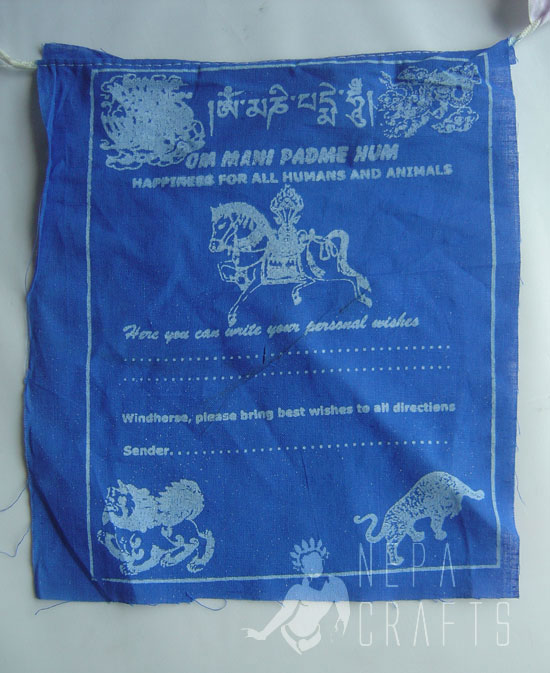 ༄ཨོཾ་མ་ཎི་པདྨེ་ཧཱུྃ།
OM MANI PADME HUM
HAPPINESS FOR ALL HUMANS AND ANIMALS
Here you can write your personal wishes
Windhorse, please bring best wishes to all directions
Sender
NEPA
CRAFTS